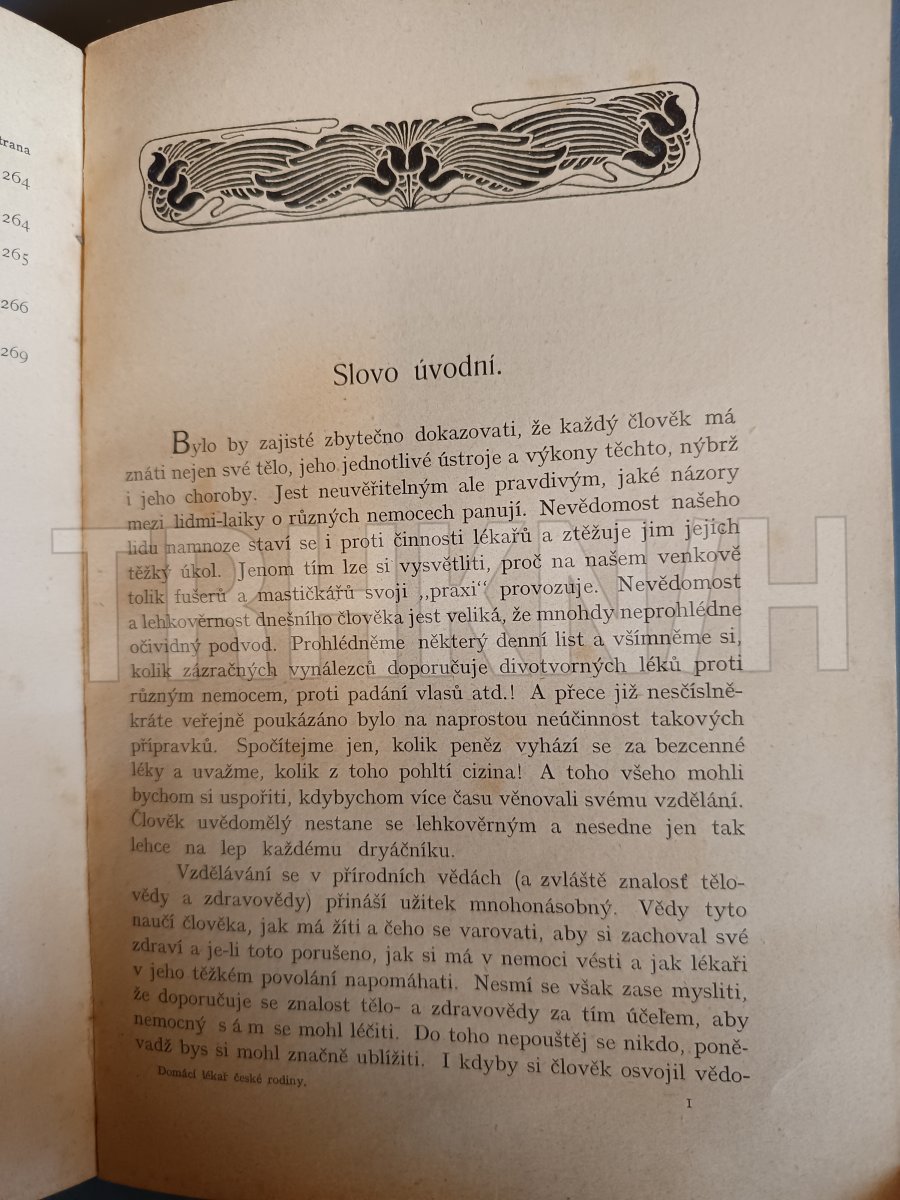 trana
264
264
265
266
269
Slovo úvodní.
Bylo by zajisté zbytečno dokazovati, že každý člověk má
znáti nejen své tělo, jeho jednotlivé ústroje a výkony těchto, nýbrž
i jeho choroby. Jest neuvěřitelným ale pravdivým, jaké názory
mezi lidmi-laiky o různých nemocech panují. Nevědomost našeho
lidu namnoze staví se i proti činnosti lékařů a ztěžuje jim jejich
těžký úkol. Jenom tím lze si vysvětliti, proč na našem venkově
tolik fušerů a mastičkářů svoji „praxi“ provozuje. Nevědomost
a lehkověrnost dnešního člověka jest veliká, že mnohdy neprohlédne
očividný podvod. Prohlédněme některý denní list a všímněme si,
kolik zázračných vynálezců doporučuje divotvorných léků proti
různým nemocem, proti padání vlasů atd.! A přece již nesčíslně-
kráte veřejně poukázáno bylo na naprostou neúčinnost takových
přípravků. Spočítejme jen, kolik peněz vyhází se za bezcenné
léky a uvažme, kolik z toho pohltí cizina! A toho všeho mohli
bychom si uspořiti, kdybychom více času věnovali svému vzdělání.
Člověk uvědomělý nestane se lehkověrným a nesedne jen tak
lehce na lep každému dryáčníku.
Vzdělávání se v přírodních vědách (a zvláště znalosť tělo-
vědy a zdravovědy) přináší užitek mnohonásobný. Vědy tyto
naučí člověka, jak má žíti a čeho se varovati, aby si zachoval své
zdraví a je-li toto porušeno, jak si má v nemoci vésti a jak lékaři
v jeho těžkém povolání napomáhati. Nesmí se však zase mysliti,
že doporučuje se znalost tělo- a zdravovědy za tím účelem, aby
nemocný sám se mohl léčiti. Do toho nepouštěj se nikdo, poně-
vadž bys si mohl značně ublížiti. I kdyby si člověk osvojil vědo-
Domácí lékař české rodiny.
1
TRHKNIH